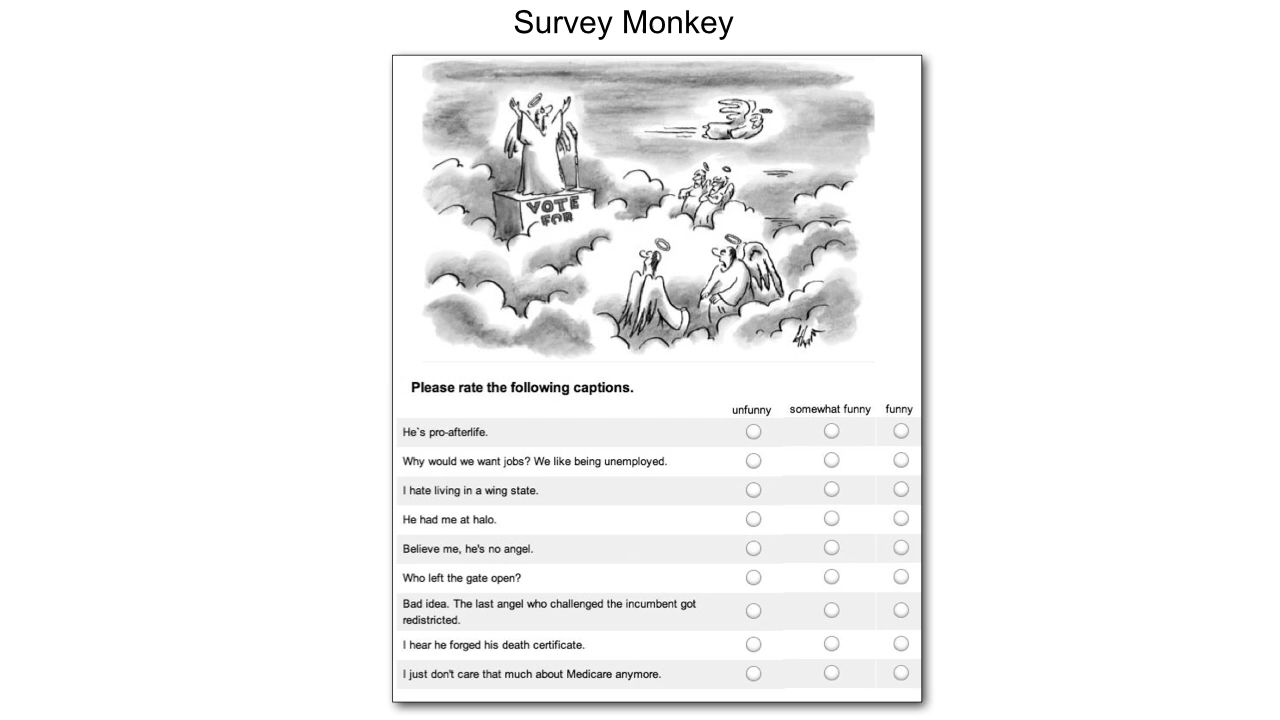 Survey Monkey
VOTE
FOR
Please rate the following captions.
unfunny somewhat funny funny
He`s pro-afterlife.
Why would we want jobs? We like being unemployed.
I hate living in a wing state.
He had me at halo.
Believe me, he's no angel.
Who left the gate open?
Bad idea. The last angel who challenged the incumbent got
redistricted.
I hear he forged his death certificate.
I just don't care that much about Medicare anymore.